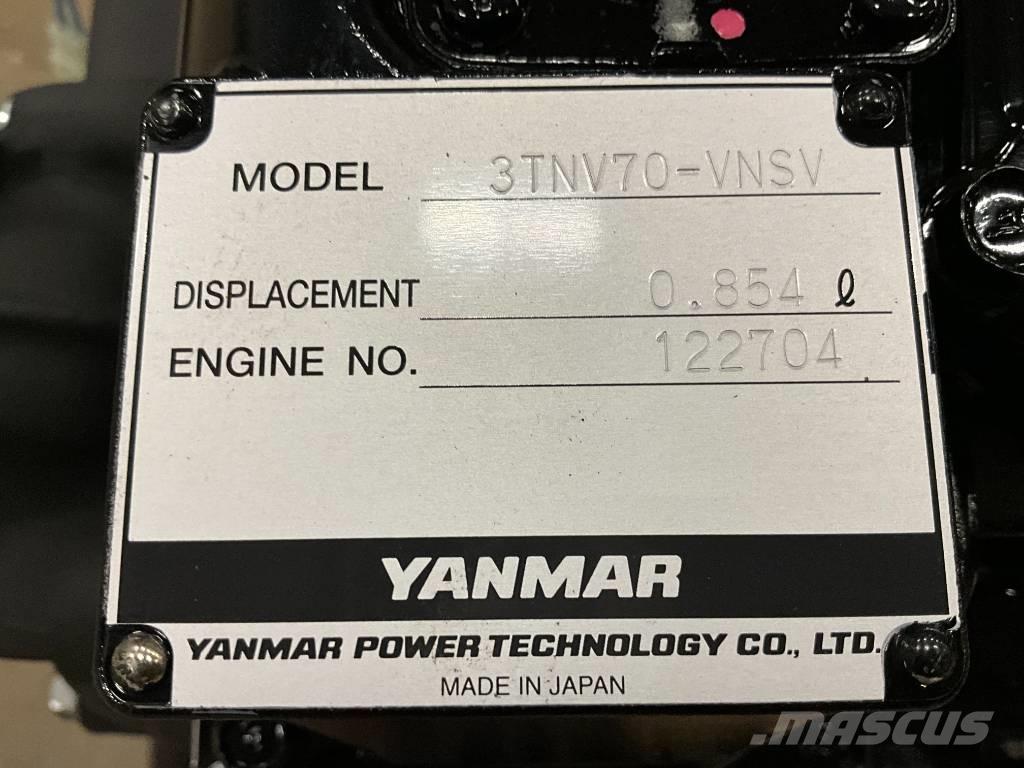 MODEL 3TNV70-VNSV
DISPLACEMENT 0.854 ℓ
ENGINE NO. 122704
YANMAR
YANMAR POWER TECHNOLOGY CO., LTD.
MADE IN JAPAN
MASCUS